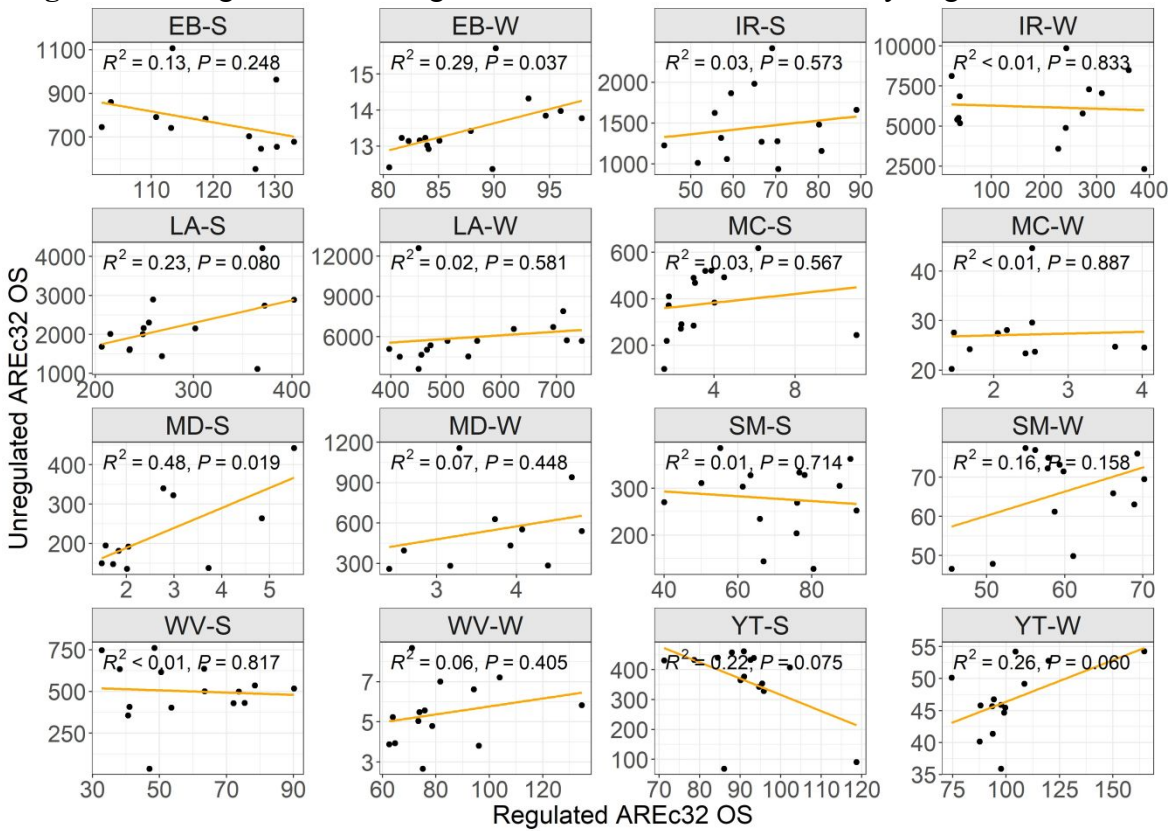 EB-S EB-W IR-S IR-W
R² = 0.13, P = 0.248
R² = 0.29, P = 0.037
R² = 0.03, P = 0.573
R² < 0.01, P = 0.833
1100
900
700
15
14
13
2000
1500
1000
10000
7500
5000
2500
110 120 130
80 85 90 95
50 60 70 80 90
100 200 300 400
LA-S LA-W MC-S MC-W
R² = 0.23, P = 0.080
R² = 0.02, P = 0.581
R² = 0.03, P = 0.567
R² < 0.01, P = 0.887
4000
3000
2000
1000
12000
9000
6000
3000
600
400
200
0
40
30
20
200 300 400
400 500 600 700
4 8
2 3 4
Unregulated AREc32 OS
MD-S MD-W SM-S SM-W
R² = 0.48, P = 0.019
R² = 0.07, P = 0.448
R² = 0.01, P = 0.714
R² = 0.16, P = 0.158
400
300
200
1200
900
600
300
300
200
70
60
50
2 3 4 5
3 4
40 60 80
50 60 70
WV-S WV-W YT-S YT-W
R² < 0.01, P = 0.817
R² = 0.06, P = 0.405
R² = 0.22, P = 0.075
R² = 0.26, P = 0.060
750
500
250
7
6
5
4
3
2
400
300
200
100
0
55
50
45
40
35
30 50 70 90
60 80 100 120
70 80 90 100 110 120
75 100 125 150
Regulated AREc32 OS